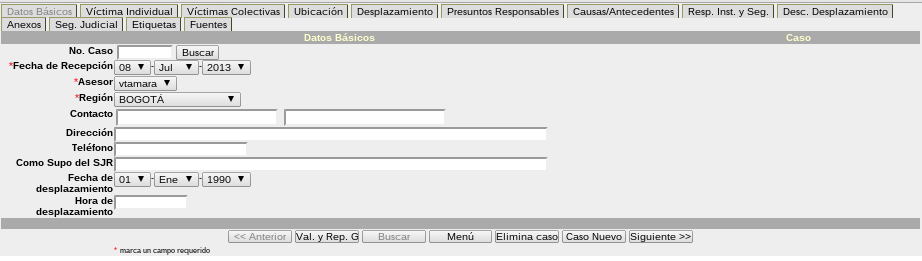 Datos Básicos Víctima Individual Víctimas Colectivas Ubicación Desplazamiento Presuntos Responsables Causas/Antecedentes Resp. Inst. y Seg. Desc. Desplazamiento
Anexos Seg. Judicial Etiquetas Fuentes
Datos Básicos Caso
No. Caso Buscar
*Fecha de Recepción 08 - Jul - 2013
*Asesor vtamara
*Región BOGOTÁ
Contacto
Dirección
Teléfono
Como Supo del SJR
Fecha de
desplazamiento 01 - Ene - 1990
Hora de
desplazamiento
<< Anterior Val. y Rep. G Buscar Menú Elimina caso Caso Nuevo Siguiente >>
* marca un campo requerido